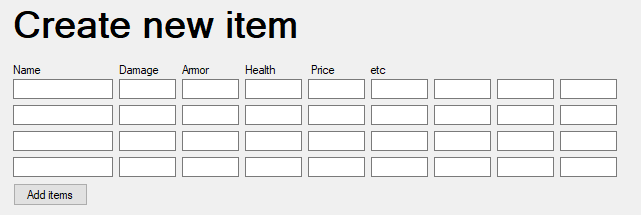 Create new item
Name Damage Armor Health Price etc
Add items